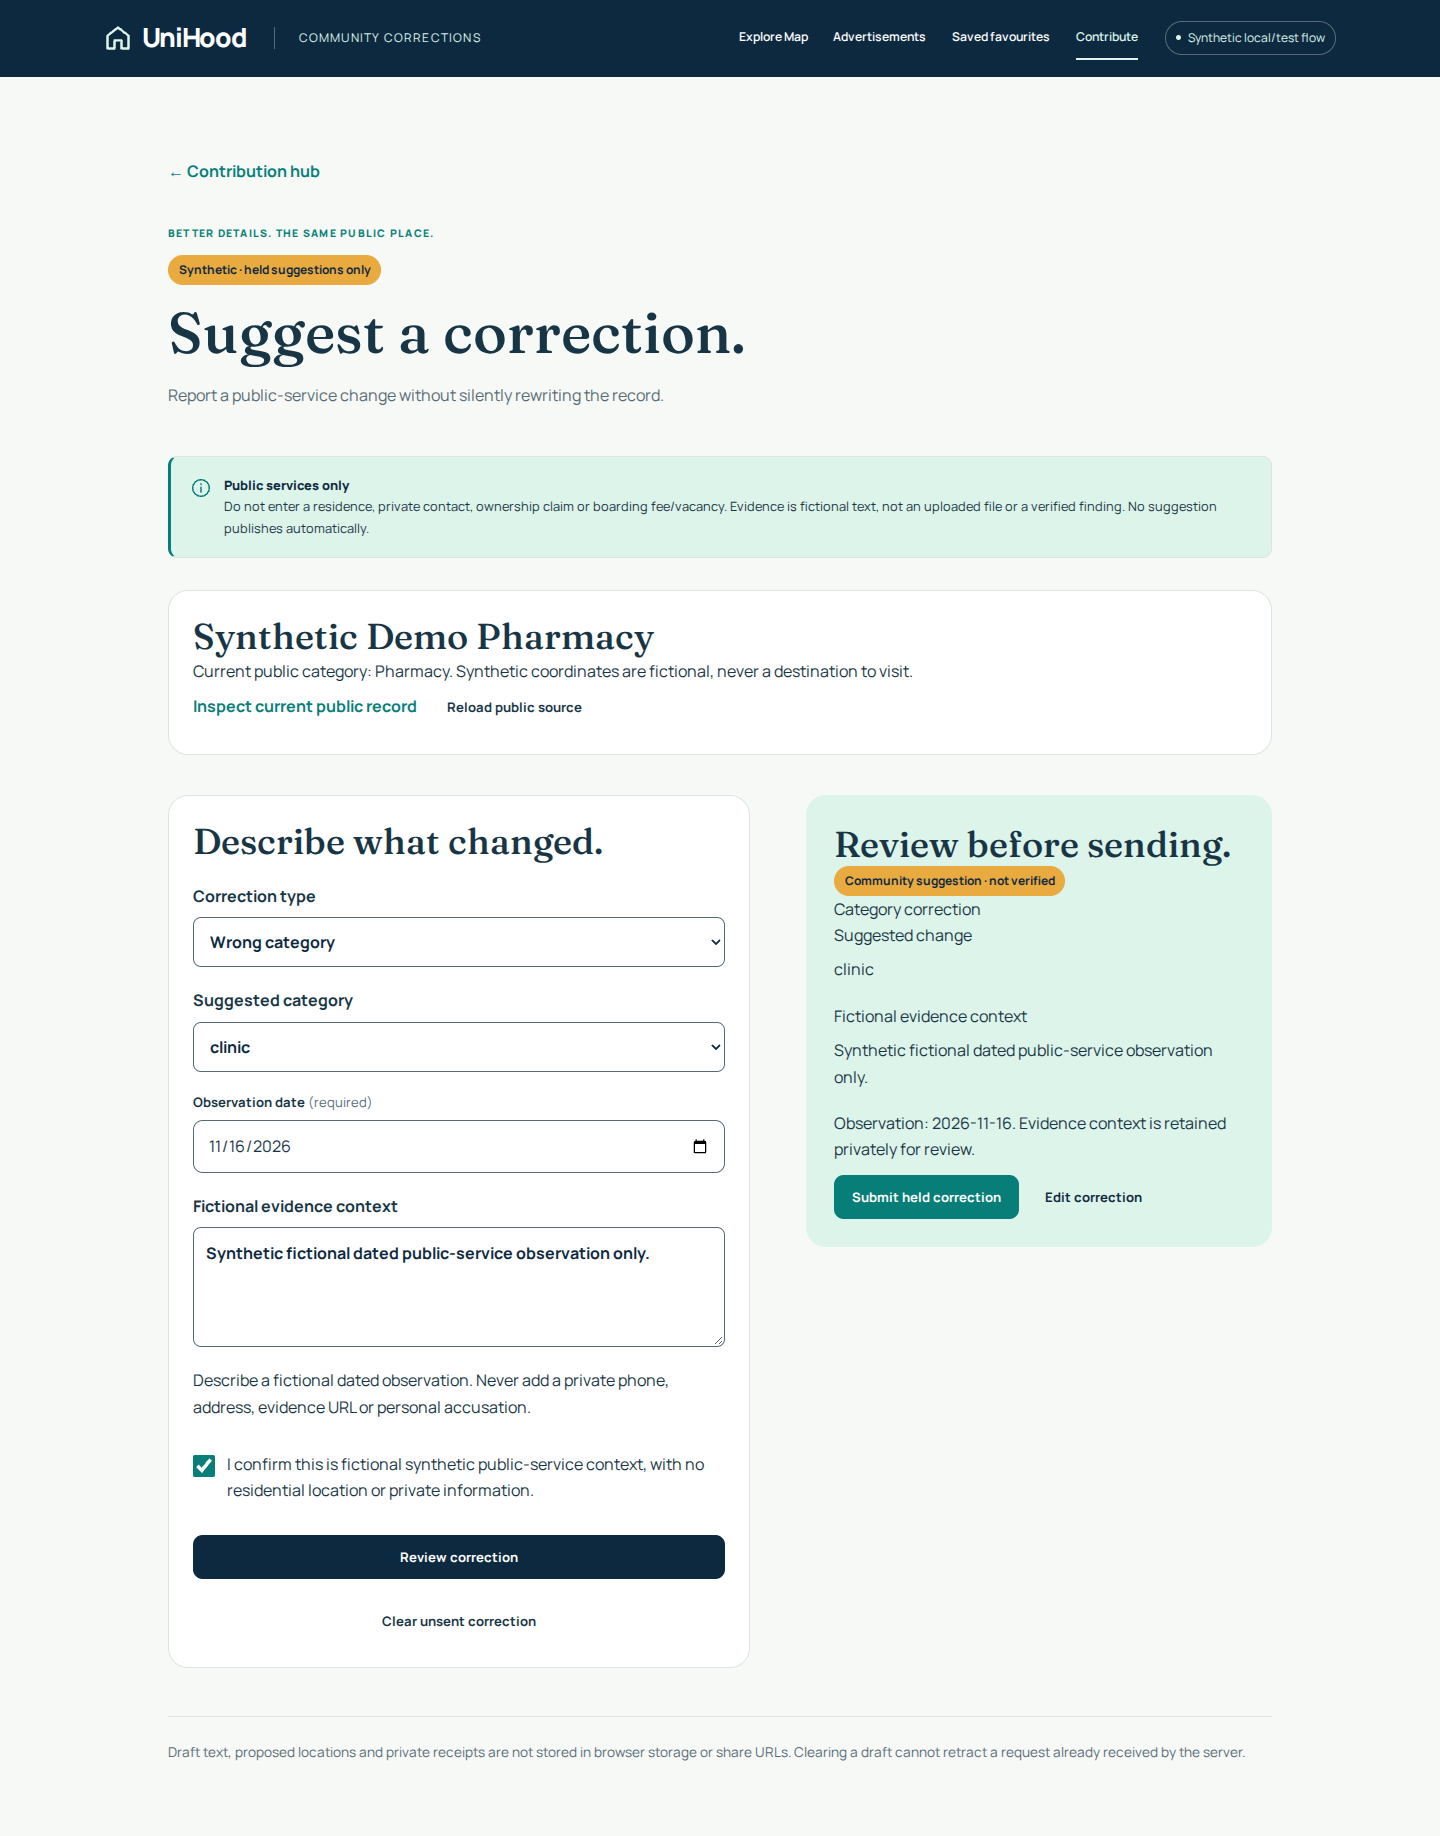 UniHood
COMMUNITY CORRECTIONS
Explore Map
Advertisements
Saved favourites
Contribute
Synthetic local/test flow
← Contribution hub
BETTER DETAILS. THE SAME PUBLIC PLACE.
Synthetic · held suggestions only
Suggest a correction.
Report a public-service change without silently rewriting the record.
Public services only
Do not enter a residence, private contact, ownership claim or boarding fee/vacancy. Evidence is fictional text, not an uploaded file or a verified finding. No suggestion
publishes automatically.
Synthetic Demo Pharmacy
Current public category: Pharmacy. Synthetic coordinates are fictional, never a destination to visit.
Inspect current public record
Reload public source
Describe what changed.
Correction type
Wrong category
Suggested category
clinic
Observation date (required)
11/16/2026
Fictional evidence context
Synthetic fictional dated public-service observation only.
Describe a fictional dated observation. Never add a private phone,
address, evidence URL or personal accusation.
I confirm this is fictional synthetic public-service context, with no
residential location or private information.
Review correction
Clear unsent correction
Review before sending.
Community suggestion · not verified
Category correction
Suggested change
clinic
Fictional evidence context
Synthetic fictional dated public-service observation
only.
Observation: 2026-11-16. Evidence context is retained
privately for review.
Submit held correction
Edit correction
Draft text, proposed locations and private receipts are not stored in browser storage or share URLs. Clearing a draft cannot retract a request already received by the server.